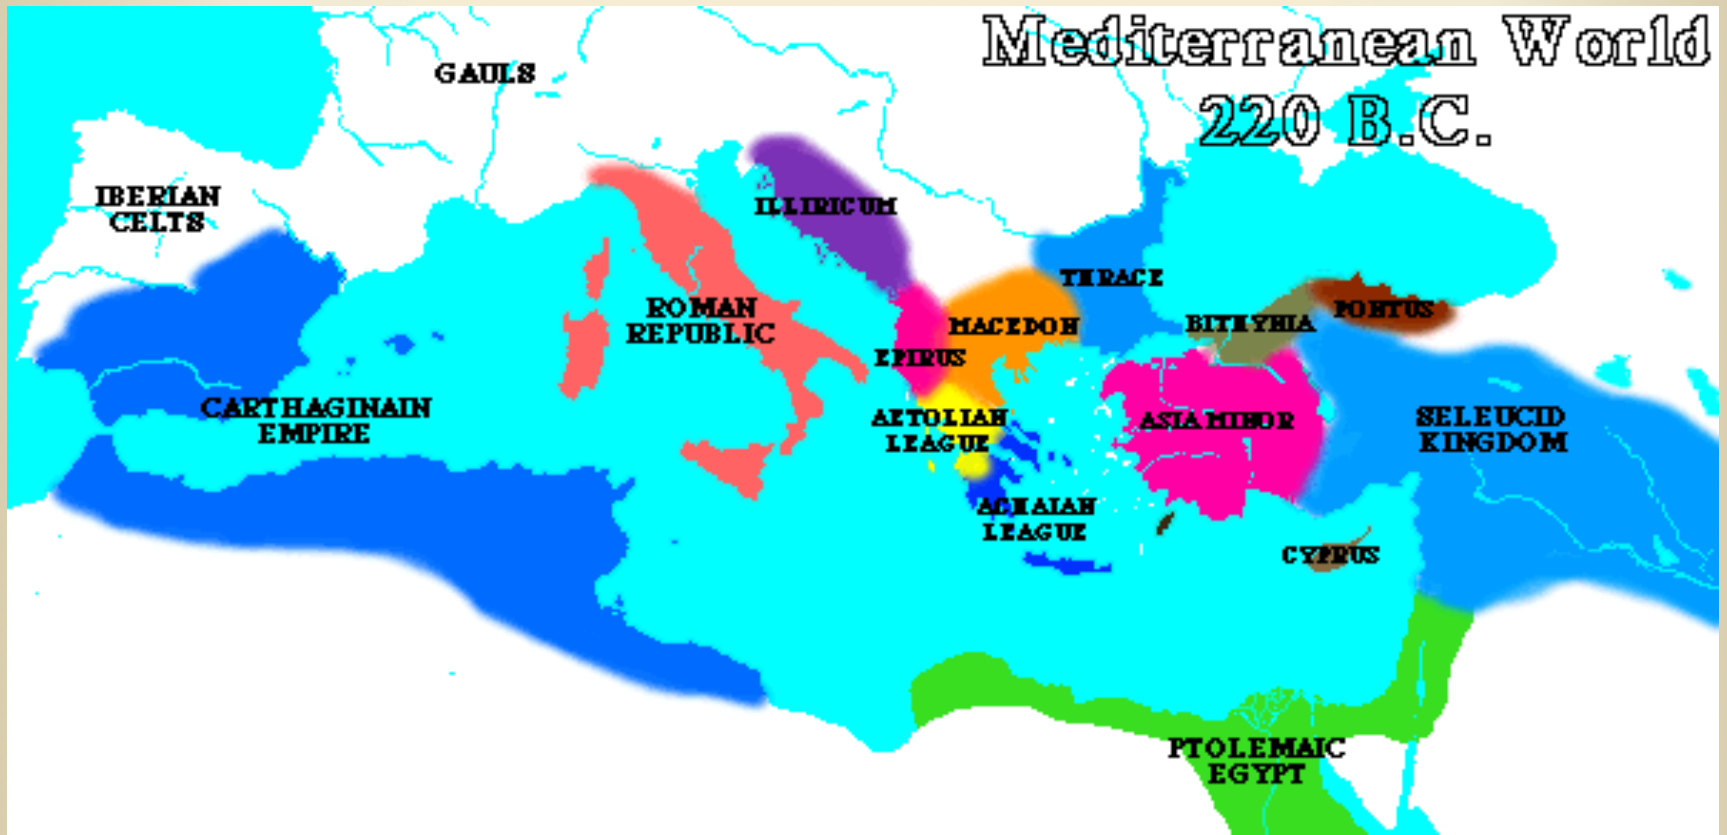 Mediterranean World
220 B.C.
GAULS
IBERIAN
CELTS
ILLIRICUM
THRACE
ROMAN
REPUBLIC
MACEDON
BITHYNIA
PONTUS
EPIRUS
CARTHAGINAIN
EMPIRE
AETOLIAN
LEAGUE
ASIA MINOR
SELEUCID
KINGDOM
ACHAIAN
LEAGUE
CYPRUS
PTOLEMAIC
EGYPT